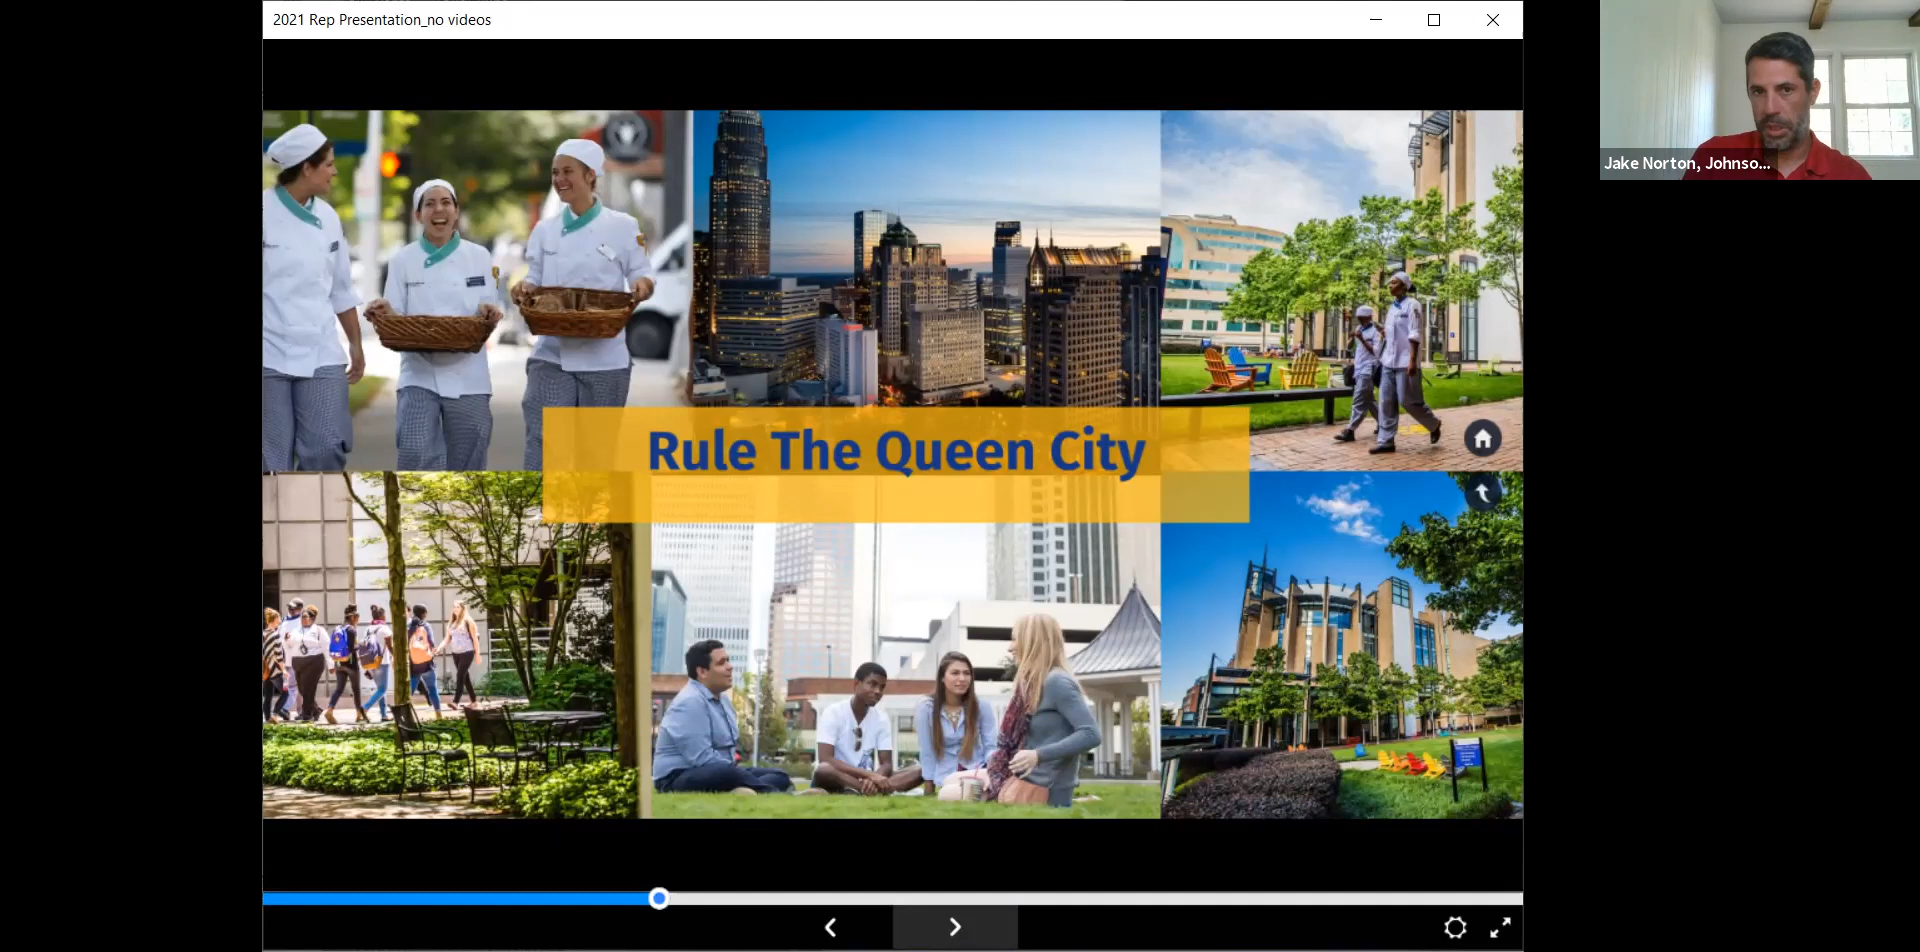 2021 Rep Presentation_no videos
Jake Norton, Johnso...
Rule The Queen City